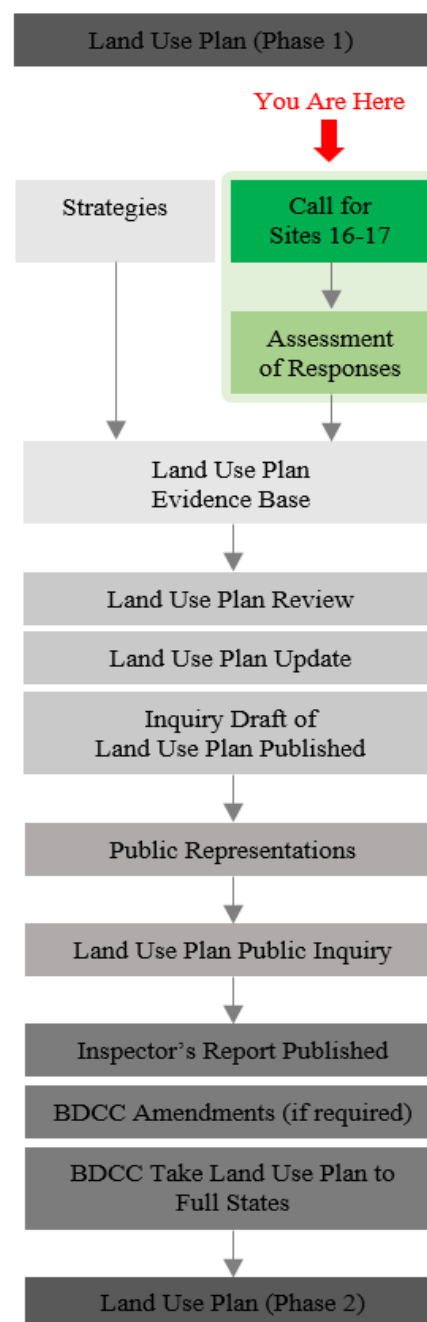 Land Use Plan (Phase 1)
You Are Here
Strategies
Call for
Sites 16-17
Assessment
of Responses
Land Use Plan
Evidence Base
Land Use Plan Review
Land Use Plan Update
Inquiry Draft of
Land Use Plan Published
Public Representations
Land Use Plan Public Inquiry
Inspector's Report Published
BDCC Amendments (if required)
BDCC Take Land Use Plan to
Full States
Land Use Plan (Phase 2)